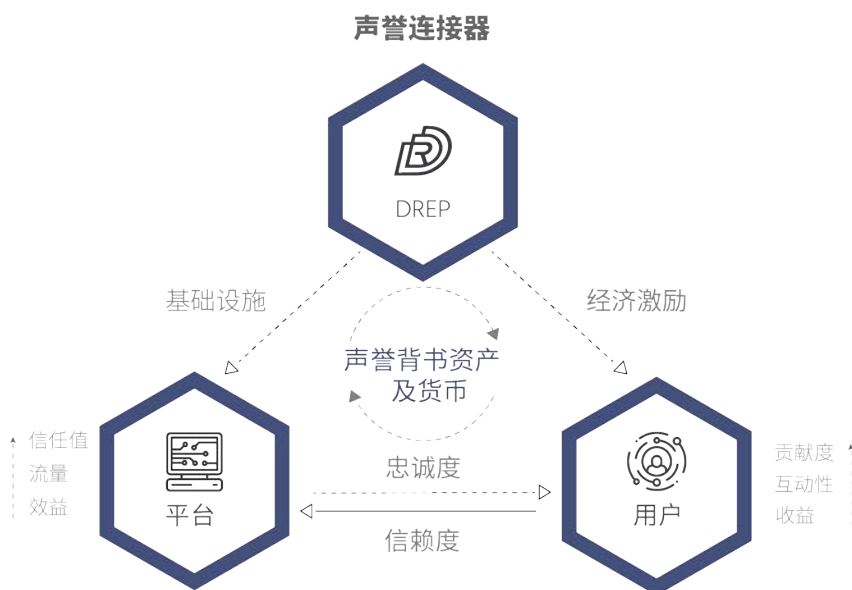 声誉连接器
DREP
基础设施
经济激励
声誉背书资产
及货币
信任值
流量
效益
平台
忠诚度
信赖度
用户
贡献度
互动性
收益